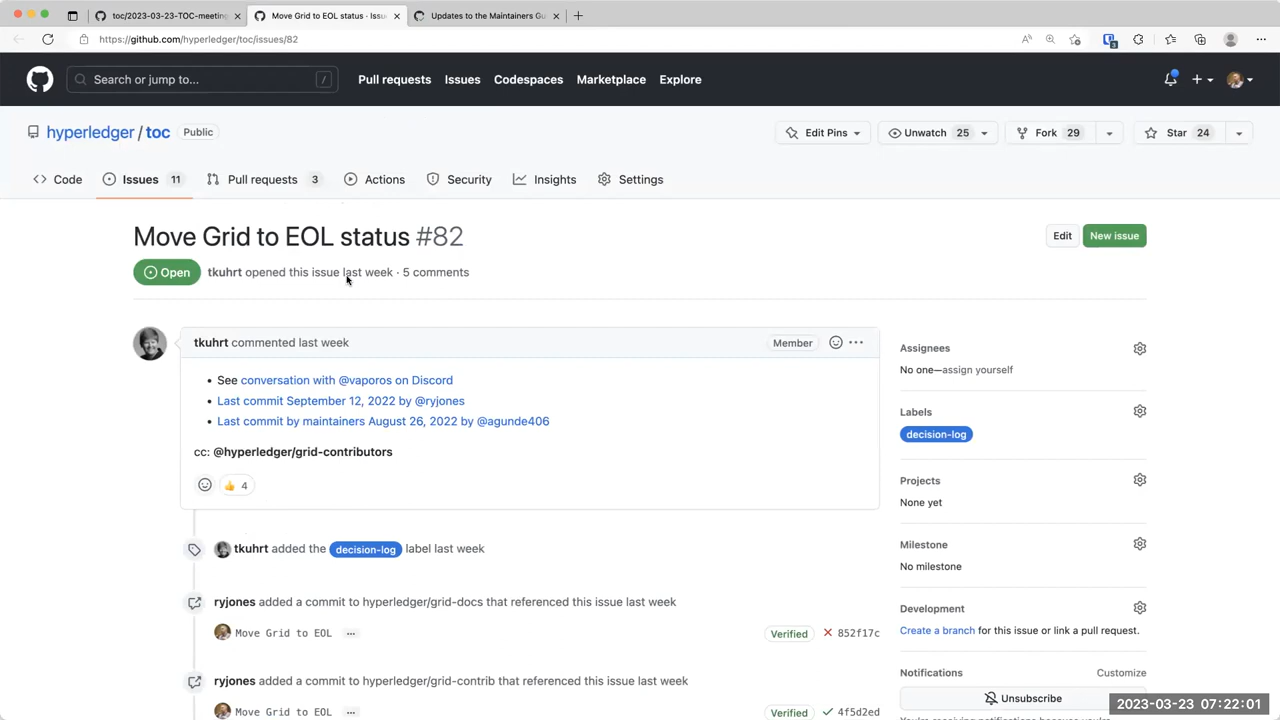 toc/2023-03-23-TOC-meeting
Move Grid to EOL status · Issu
Updates to the Maintainers Gu
https://github.com/hyperledger/toc/issues/82
Search or jump to...
/
Pull requests
Issues
Codespaces
Marketplace
Explore
hyperledger / toc
Public
Edit Pins
Unwatch 25
Fork 29
Star 24
Code
Issues 11
Pull requests 3
Actions
Security
Insights
Settings
Move Grid to EOL status #82
Edit
New issue
Open
tkuhrt opened this issue last week · 5 comments
tkuhrt commented last week
Member
See conversation with @vaporos on Discord
Last commit September 12, 2022 by @ryjones
Last commit by maintainers August 26, 2022 by @agunde406
cc: @hyperledger/grid-contributors
👍 4
tkuhrt added the decision-log label last week
ryjones added a commit to hyperledger/grid-docs that referenced this issue last week
Move Grid to EOL ...
Verified
852f17c
ryjones added a commit to hyperledger/grid-contrib that referenced this issue last week
Move Grid to EOL ...
Verified
4f5d2ed
Assignees
No one—assign yourself
Labels
decision-log
Projects
None yet
Milestone
No milestone
Development
Create a branch for this issue or link a pull request.
Notifications
Customize
Unsubscribe
2023-03-23 07:22:01